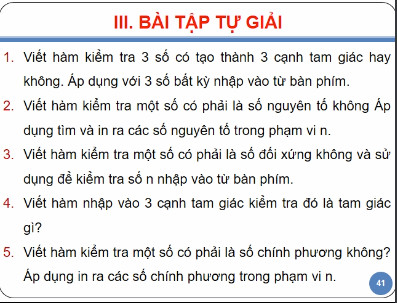 III. BÀI TẬP TỰ GIẢI
1. Viết hàm kiểm tra 3 số có tạo thành 3 cạnh tam giác hay
không. Áp dụng với 3 số bất kỳ nhập vào từ bàn phím.
2. Viết hàm kiểm tra một số có phải là số nguyên tố không Áp
dụng tìm và in ra các số nguyên tố trong phạm vi n.
3. Viết hàm kiểm tra một số có phải là số đối xứng không và sử
dụng để kiểm tra số n nhập vào từ bàn phím.
4. Viết hàm nhập vào 3 cạnh tam giác kiểm tra đó là tam giác
gì?
5. Viết hàm kiểm tra một số có phải là số chính phương không?
Áp dụng in ra các số chính phương trong phạm vi n.
41